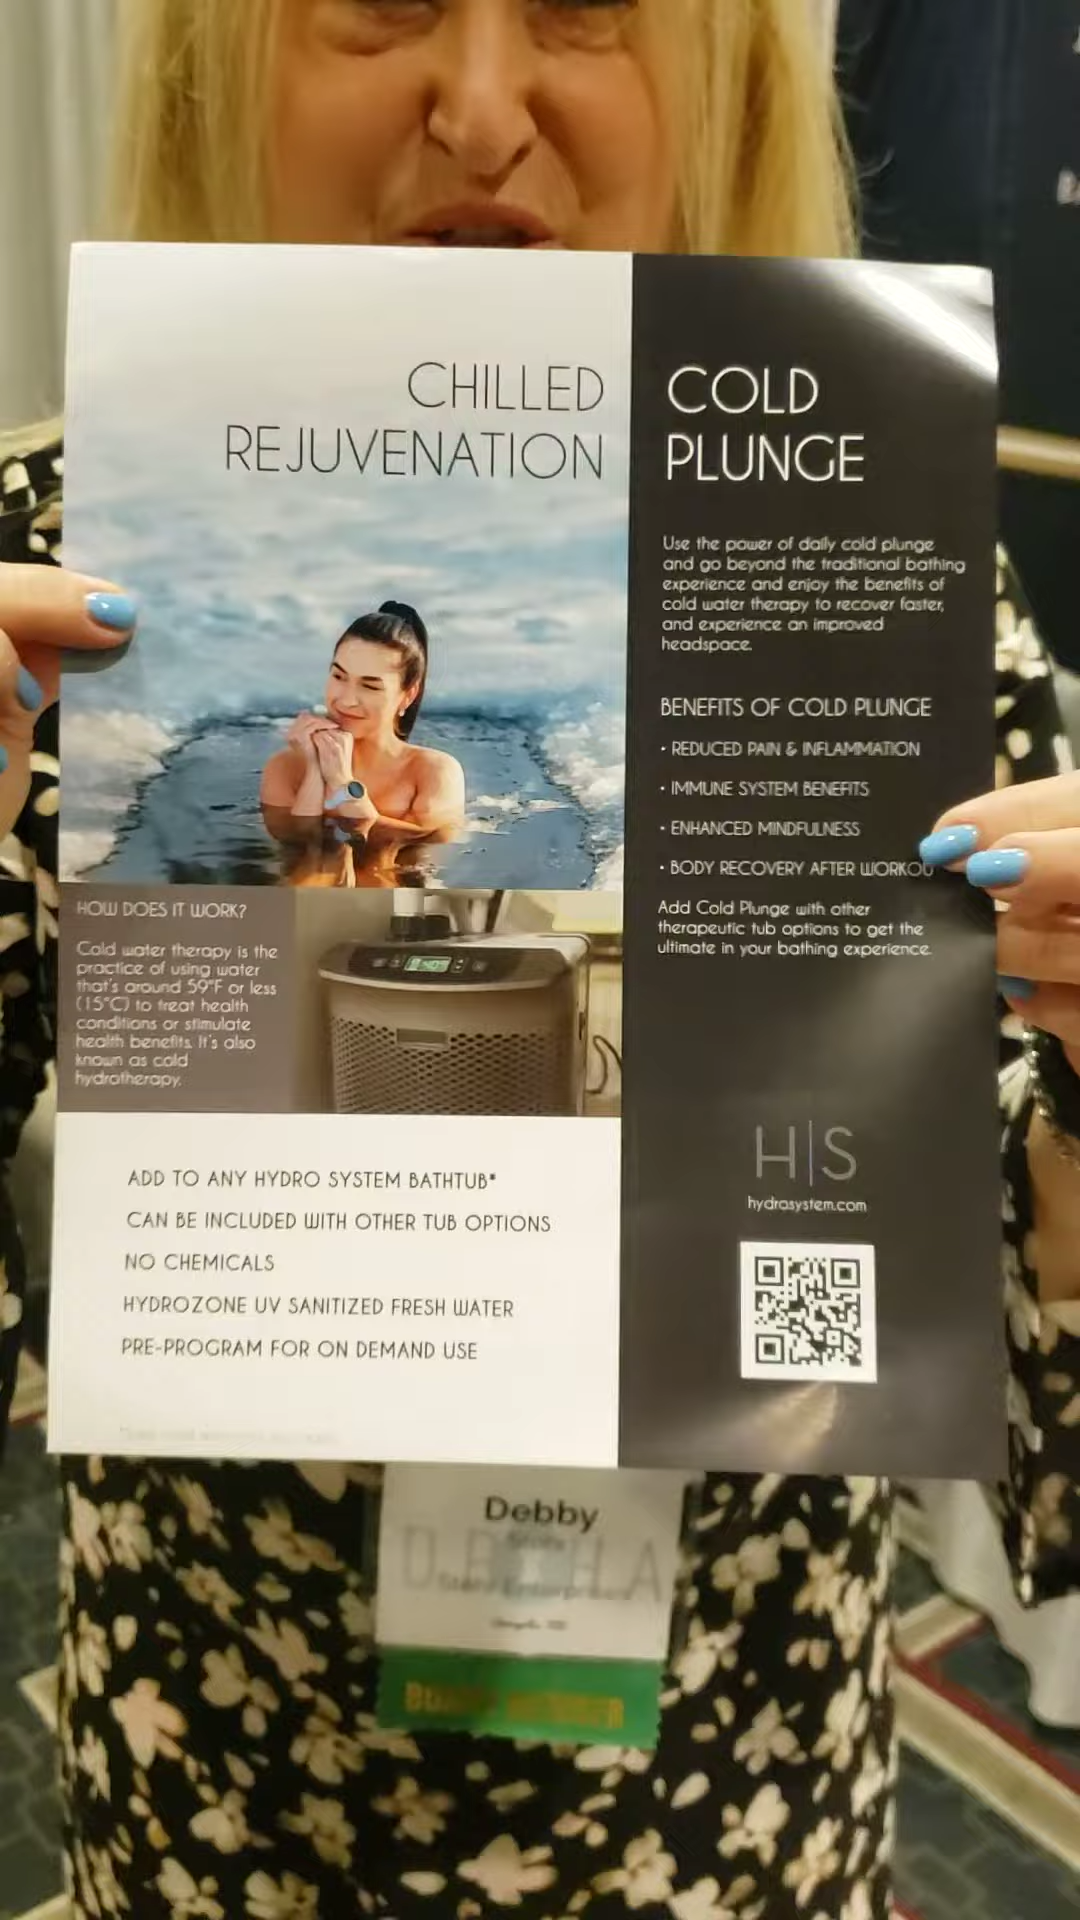 CHILLED
REJUVENATION
COLD
PLUNGE
Use the power of daily cold plunge
and go beyond the traditional bathing
experience and enjoy the benefits of
cold water therapy to recover faster,
and experience an improved
headspace.
BENEFITS OF COLD PLUNGE
• REDUCED PAIN & INFLAMMATION
• IMMUNE SYSTEM BENEFITS
• ENHANCED MINDFULNESS
• BODY RECOVERY AFTER WORKOU
Add Cold Plunge with other
therapeutic tub options to get the
ultimate in your bathing experience.
HOW DOES IT WORK?
Cold water therapy is the
practice of using water
that's around 59°F or less
(15°C) to treat health
conditions or stimulate
health benefits. It's also
known as cold
hydrotherapy.
ADD TO ANY HYDRO SYSTEM BATHTUB*
CAN BE INCLUDED WITH OTHER TUB OPTIONS
NO CHEMICALS
HYDROZONE UV SANITIZED FRESH WATER
PRE-PROGRAM FOR ON DEMAND USE
H|S
hydrosystem.com
Debby